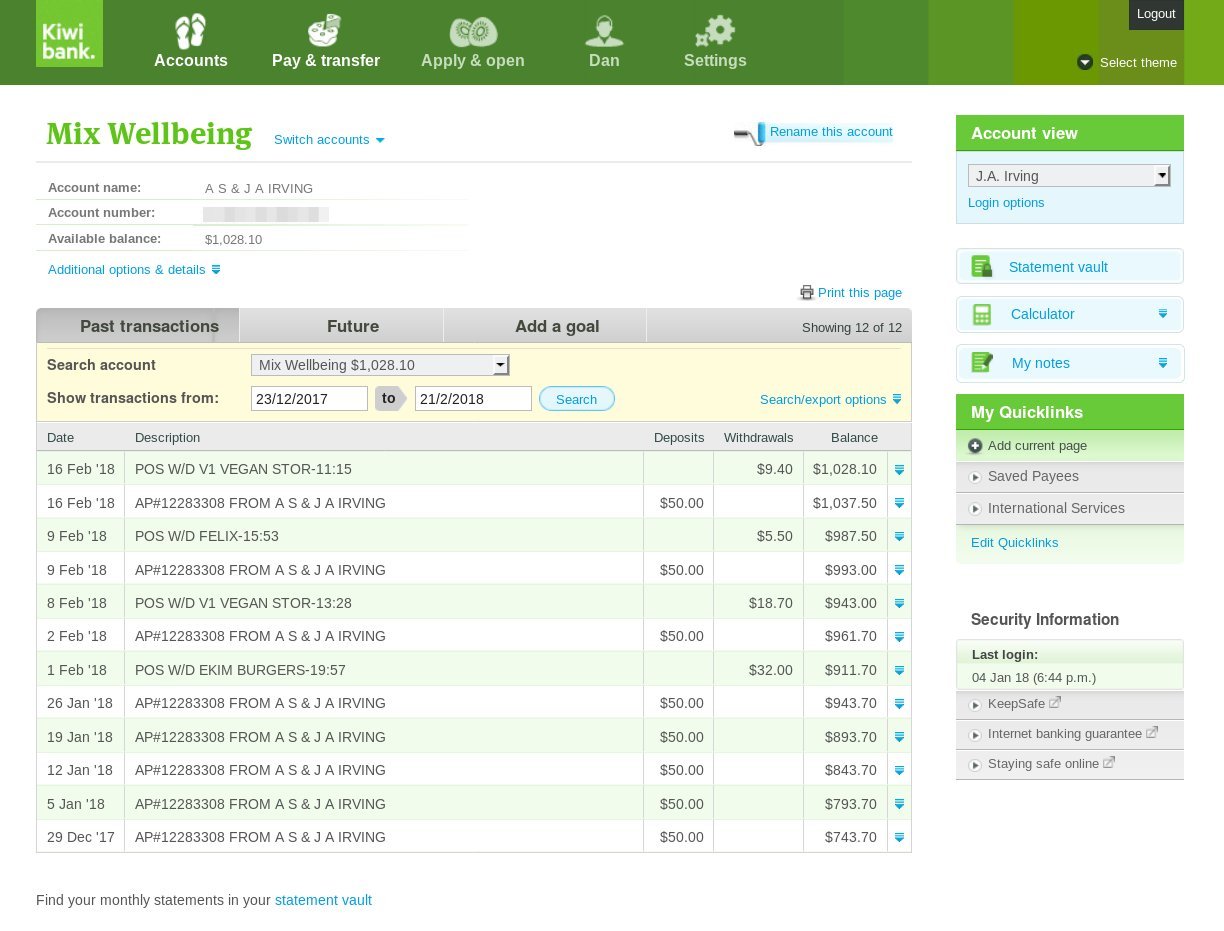 Kiwi
bank.
Accounts
Pay & transfer
Apply & open
Dan
Settings
Logout
Select theme
Mix Wellbeing
Switch accounts
Rename this account
Account name: A S & J A IRVING
Account number:
Available balance: $1,028.10
Additional options & details
Print this page
Past transactions Future Add a goal Showing 12 of 12
Search account Mix Wellbeing $1,028.10
Show transactions from: 23/12/2017 to 21/2/2018 Search Search/export options
Date Description Deposits Withdrawals Balance
16 Feb '18 POS W/D V1 VEGAN STOR-11:15 $9.40 $1,028.10
16 Feb '18 AP#12283308 FROM A S & J A IRVING $50.00 $1,037.50
9 Feb '18 POS W/D FELIX-15:53 $5.50 $987.50
9 Feb '18 AP#12283308 FROM A S & J A IRVING $50.00 $993.00
8 Feb '18 POS W/D V1 VEGAN STOR-13:28 $18.70 $943.00
2 Feb '18 AP#12283308 FROM A S & J A IRVING $50.00 $961.70
1 Feb '18 POS W/D EKIM BURGERS-19:57 $32.00 $911.70
26 Jan '18 AP#12283308 FROM A S & J A IRVING $50.00 $943.70
19 Jan '18 AP#12283308 FROM A S & J A IRVING $50.00 $893.70
12 Jan '18 AP#12283308 FROM A S & J A IRVING $50.00 $843.70
5 Jan '18 AP#12283308 FROM A S & J A IRVING $50.00 $793.70
29 Dec '17 AP#12283308 FROM A S & J A IRVING $50.00 $743.70
Find your monthly statements in your statement vault
Account view
J.A. Irving
Login options
Statement vault
Calculator
My notes
My Quicklinks
Add current page
Saved Payees
International Services
Edit Quicklinks
Security Information
Last login:
04 Jan 18 (6:44 p.m.)
KeepSafe
Internet banking guarantee
Staying safe online